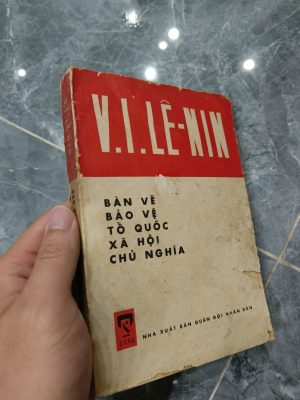 V.I.LÊ-NIN
BÀN VỀ
BẢO VỆ
TỔ QUỐC
XÃ HỘI
CHỦ NGHĨA
NHÀ XUẤT BẢN QUÂN ĐỘI NHÂN DÂN